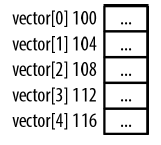 vector[0] 100 ...
vector[1] 104 ...
vector[2] 108 ...
vector[3] 112 ...
vector[4] 116 ...